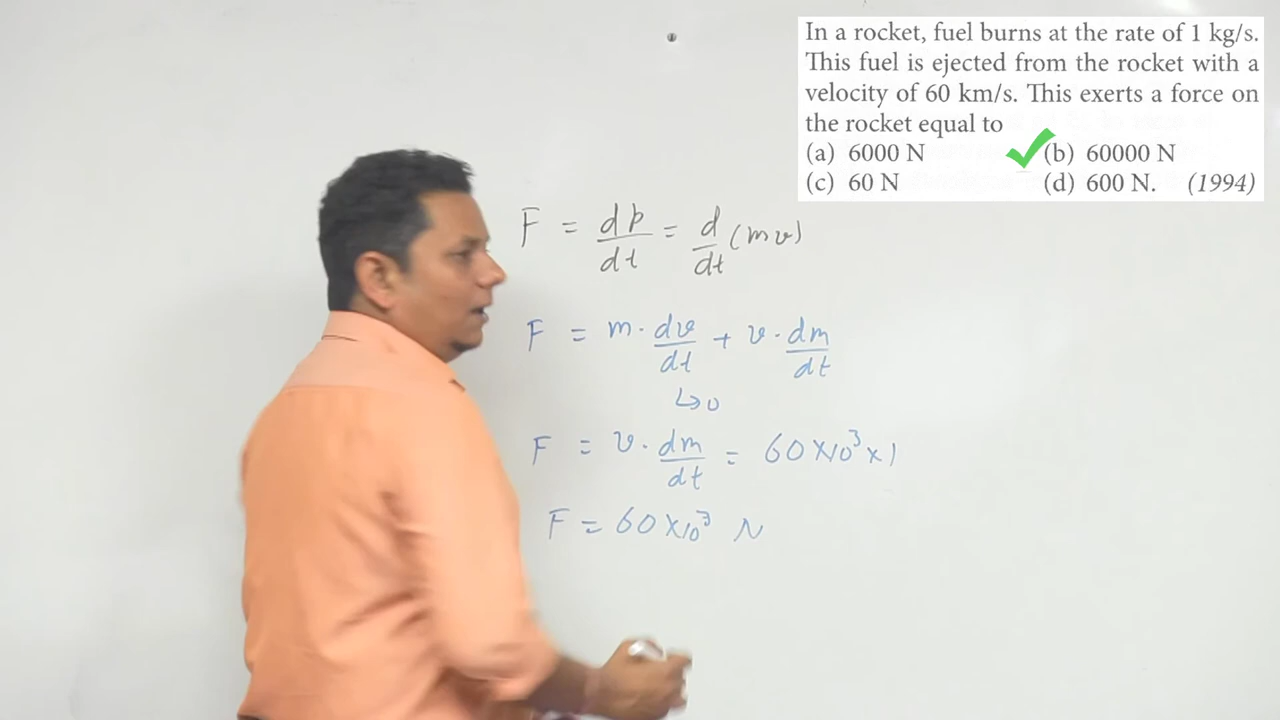 In a rocket, fuel burns at the rate of 1 kg/s.
This fuel is ejected from the rocket with a
velocity of 60 km/s. This exerts a force on
the rocket equal to
(a) 6000 N (b) 60000 N
(c) 60 N (d) 600 N. (1994)
F = dp/dt = d/dt (mv)
F = m · dv/dt + v · dm/dt
↳ 0
F = v · dm/dt = 60×10³×1
F = 60×10³ N